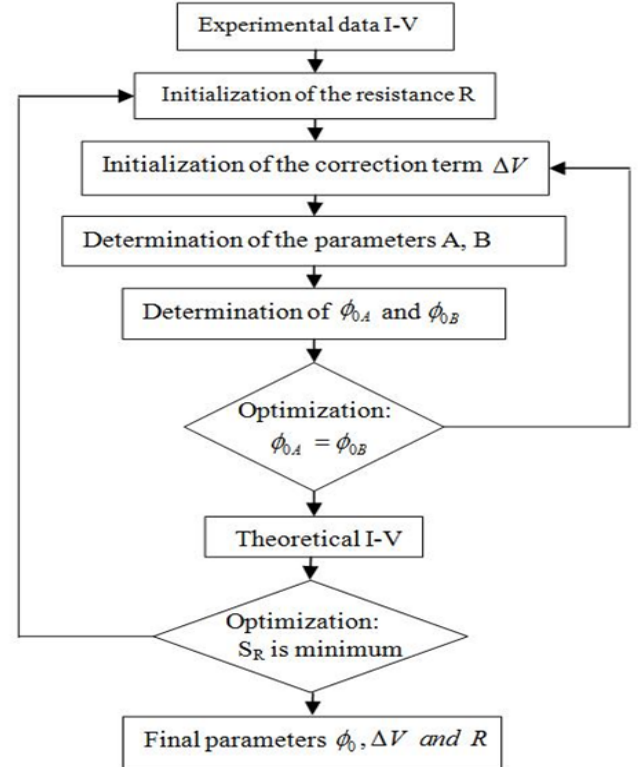 Experimental data I-V
Initialization of the resistance R
Initialization of the correction term ΔV
Determination of the parameters A, B
Determination of ϕ₀A and ϕ₀B
Optimization:
ϕ₀A = ϕ₀B
Theoretical I-V
Optimization:
S_R is minimum
Final parameters ϕ₀, ΔV and R